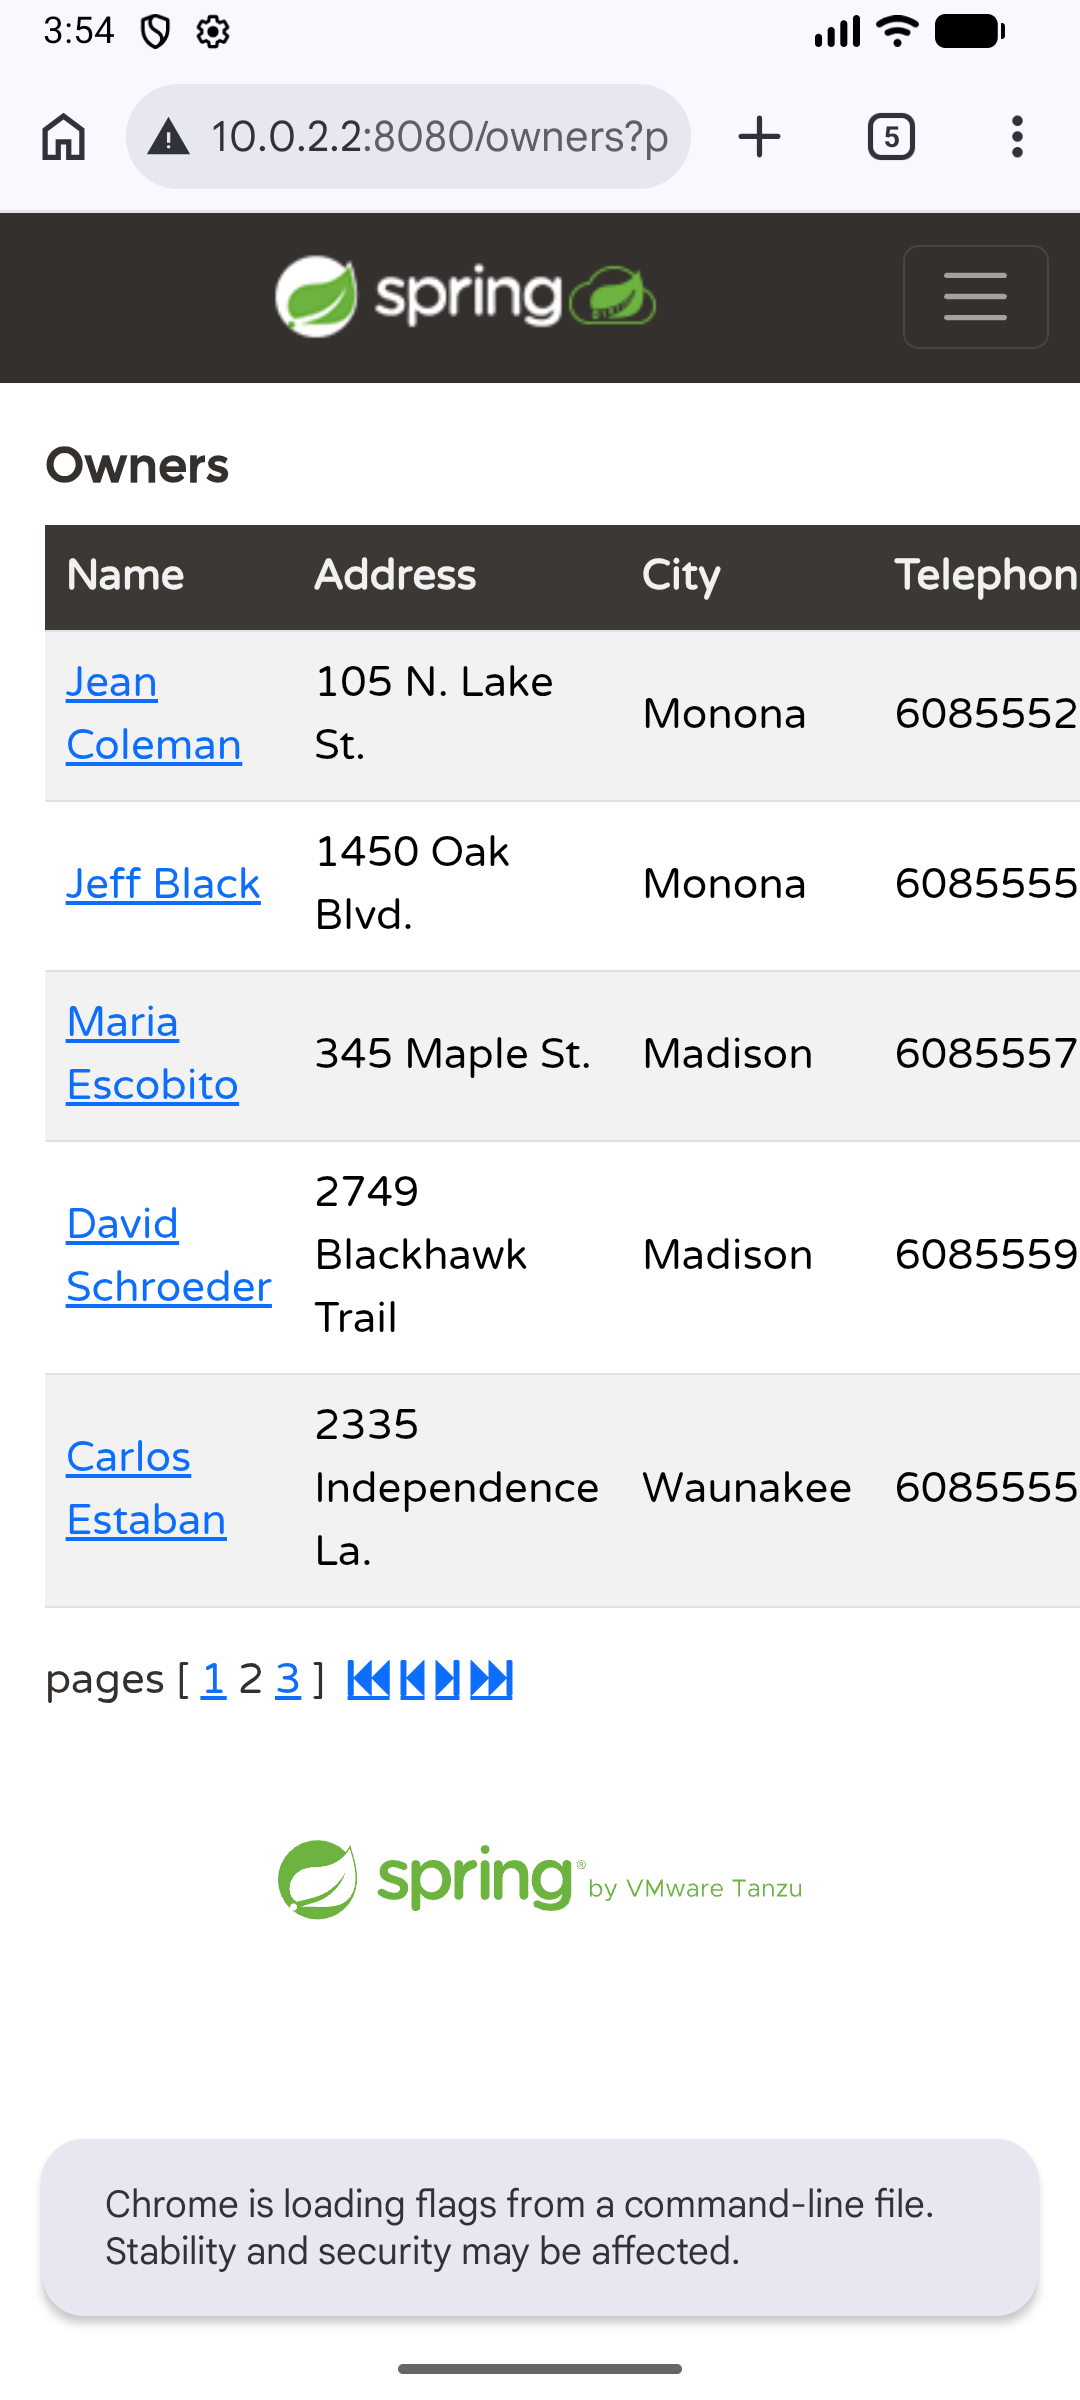 3:54
10.0.2.2:8080/owners?p
5
spring
Owners
Name Address City Telephon
Jean Coleman 105 N. Lake St. Monona 6085552
Jeff Black 1450 Oak Blvd. Monona 6085555
Maria Escobito 345 Maple St. Madison 6085557
David Schroeder 2749 Blackhawk Trail Madison 6085559
Carlos Estaban 2335 Independence La. Waunakee 6085555
pages [ 1 2 3 ]
spring® by VMware Tanzu
Chrome is loading flags from a command-line file.
Stability and security may be affected.